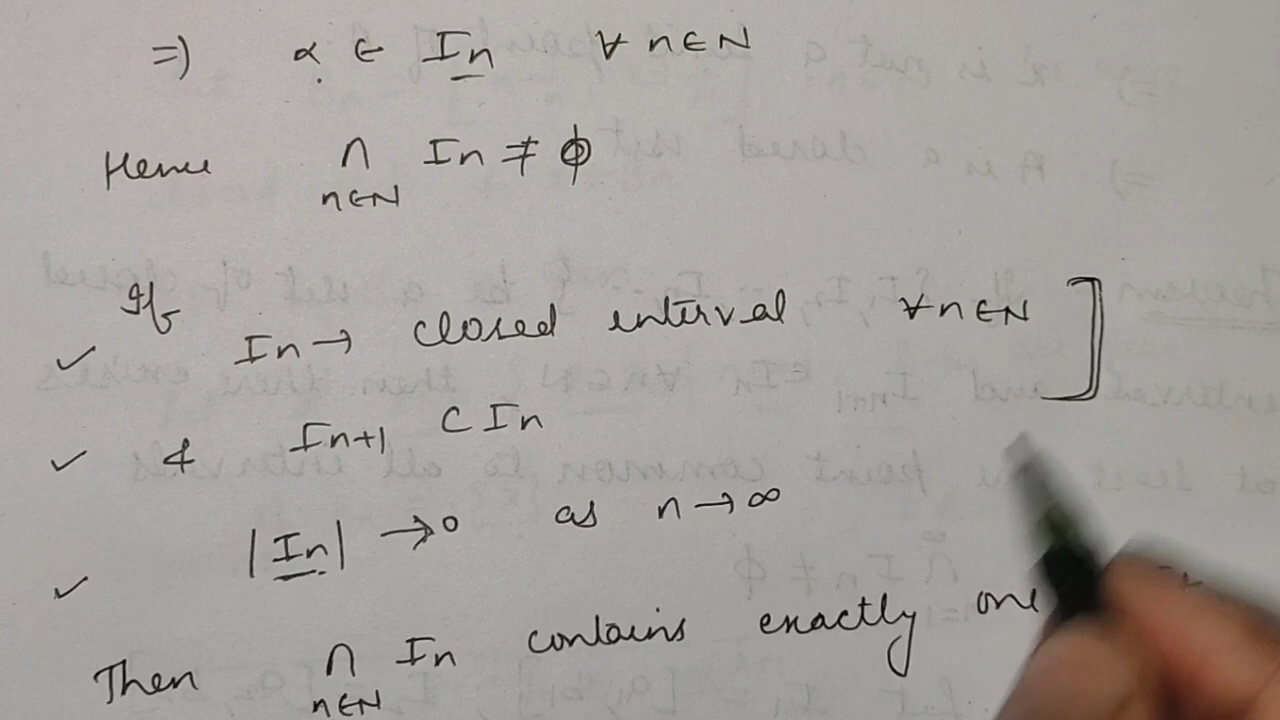 =) α ∈ In ∀ n∈N
Hence ∩ In ≠ ϕ
n∈N
If
In → closed interval ∀n∈N
& In+1 ⊂ In
|In| → 0 as n → ∞
Then ∩ In contains exactly one
n∈N